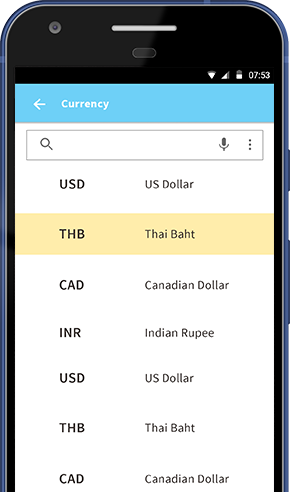 07:53
Currency
USD US Dollar
THB Thai Baht
CAD Canadian Dollar
INR Indian Rupee
USD US Dollar
THB Thai Baht
CAD Canadian Dollar